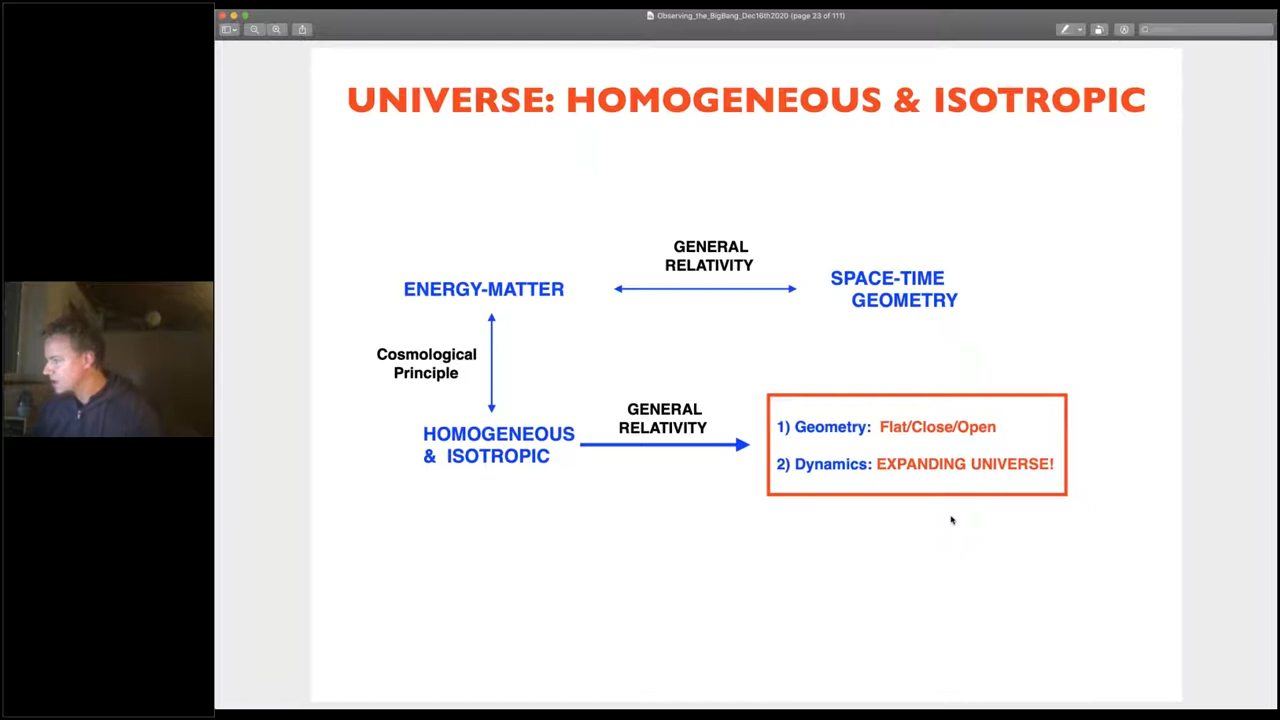 Observing_the_BigBang_Dec16th2020 (page 23 of 111)
UNIVERSE: HOMOGENEOUS & ISOTROPIC
GENERAL
RELATIVITY
ENERGY-MATTER
SPACE-TIME
GEOMETRY
Cosmological
Principle
GENERAL
RELATIVITY
HOMOGENEOUS
& ISOTROPIC
1) Geometry: Flat/Close/Open
2) Dynamics: EXPANDING UNIVERSE!